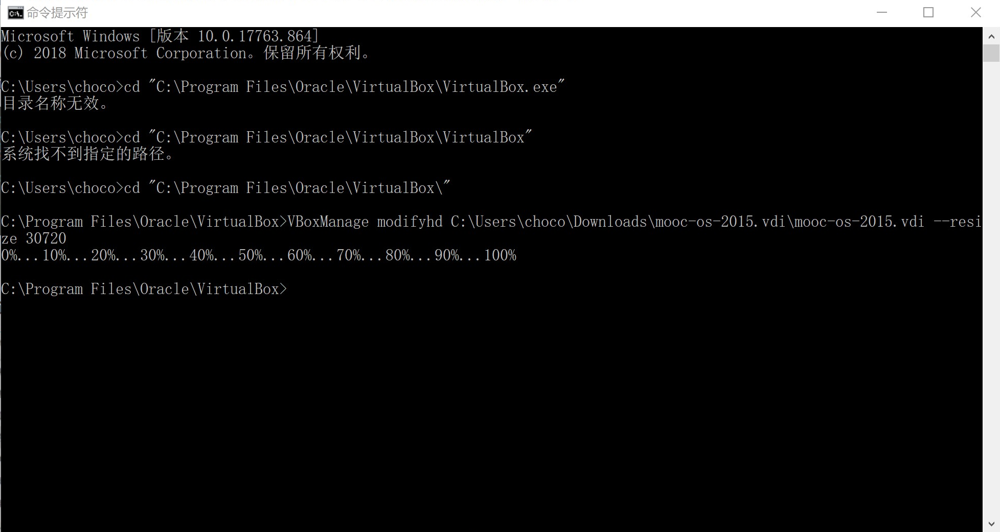 命令提示符
Microsoft Windows [版本 10.0.17763.864]
(c) 2018 Microsoft Corporation。保留所有权利。
C:\Users\choco>cd "C:\Program Files\Oracle\VirtualBox\VirtualBox.exe"
目录名称无效。
C:\Users\choco>cd "C:\Program Files\Oracle\VirtualBox\VirtualBox"
系统找不到指定的路径。
C:\Users\choco>cd "C:\Program Files\Oracle\VirtualBox\"
C:\Program Files\Oracle\VirtualBox>VBoxManage modifyhd C:\Users\choco\Downloads\mooc-os-2015.vdi\mooc-os-2015.vdi --resi
ze 30720
0%...10%...20%...30%...40%...50%...60%...70%...80%...90%...100%
C:\Program Files\Oracle\VirtualBox>